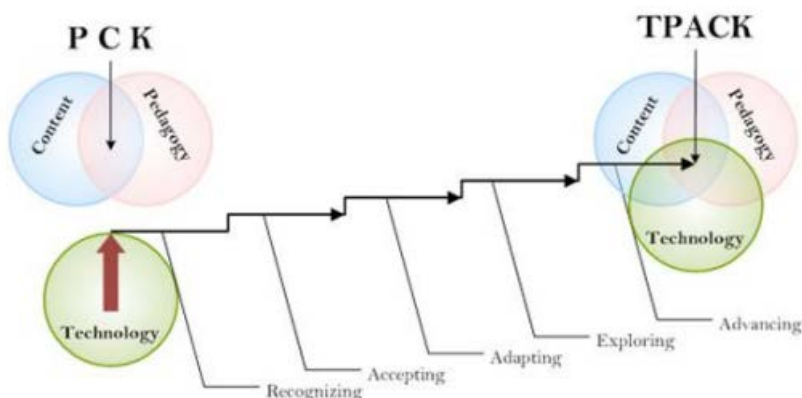 P C K
TPACK
Content
Pedagogy
Content
Pedagogy
Technology
Technology
Recognizing
Accepting
Adapting
Exploring
Advancing